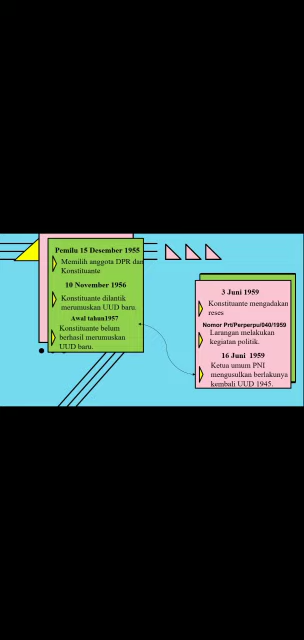 Pemilu 15 Desember 1955
Memilih anggota DPR dan
Konstituante
10 November 1956
Konstituante dilantik
merumuskan UUD baru.
Awal tahun1957
Konstituante belum
berhasil merumuskan
UUD baru.
3 Juni 1959
Konstituante mengadakan
reses
Nomor Prt/Perperpu/040/1959
Larangan melakukan
kegiatan politik.
16 Juni 1959
Ketua umum PNI
mengusulkan berlakunya
kembali UUD 1945.